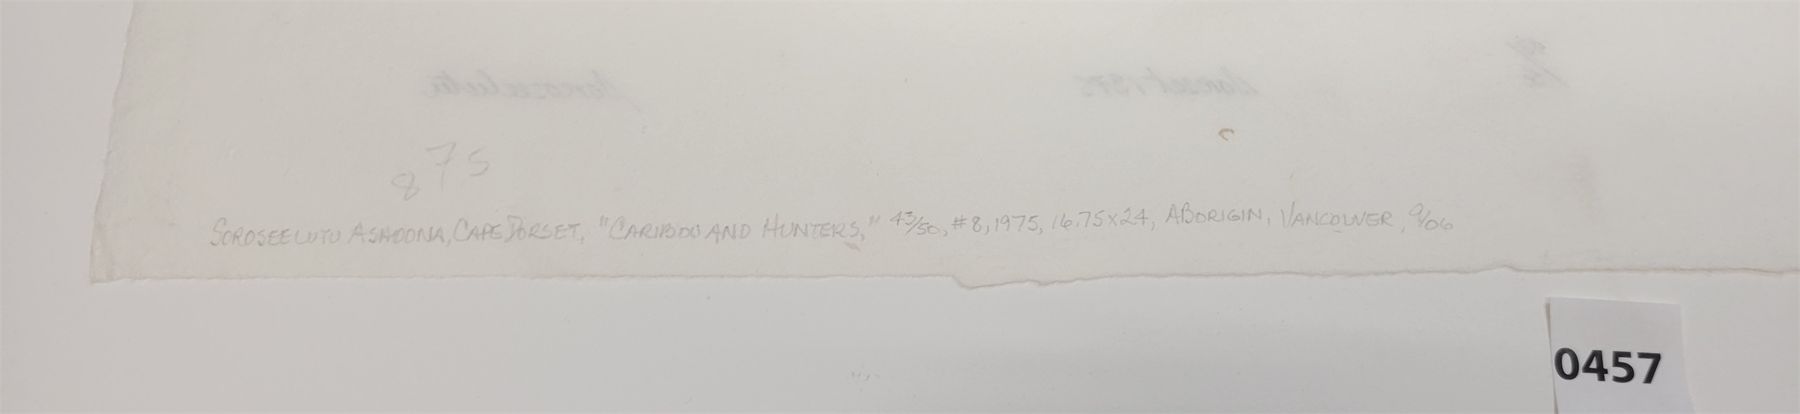 875
SOROSEELUTU ASHOONA, CAPE DORSET, "CARIBOU AND HUNTERS," 43/50, #8, 1975, 16.75x24, ABORIGIN, VANCOUVER, 9/06
0457